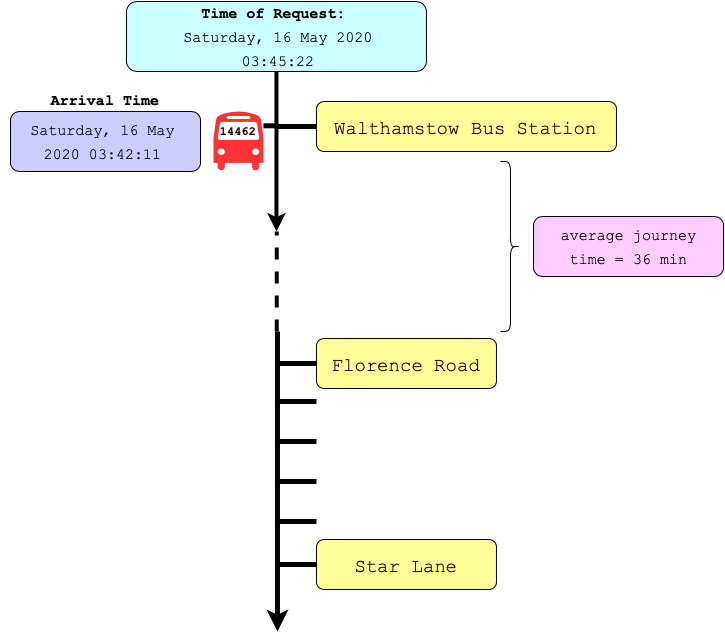 Time of Request:
Saturday, 16 May 2020
03:45:22
Arrival Time
Saturday, 16 May
2020 03:42:11
14462
Walthamstow Bus Station
average journey
time = 36 min
Florence Road
Star Lane